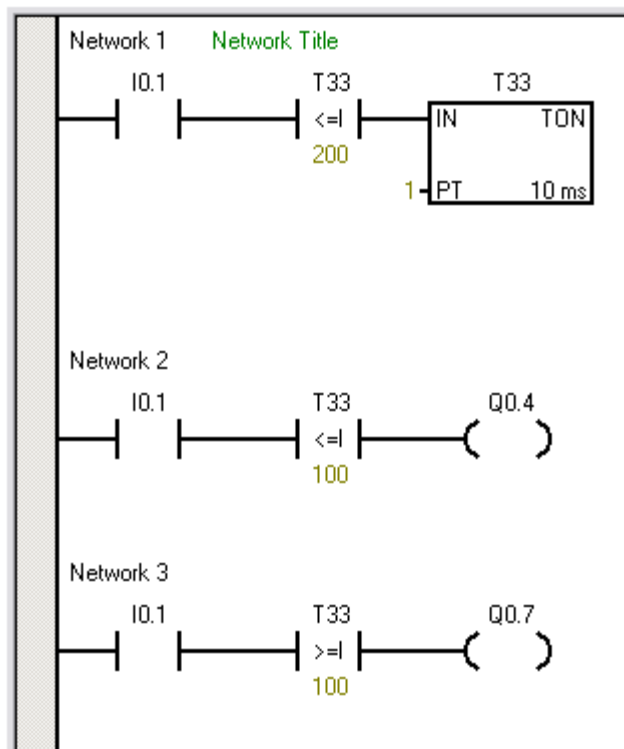 Network 1 Network Title
I0.1 T33 T33
<=I IN TON
200
1 PT 10 ms
Network 2
I0.1 T33 Q0.4
<=I
100
Network 3
I0.1 T33 Q0.7
>=I
100